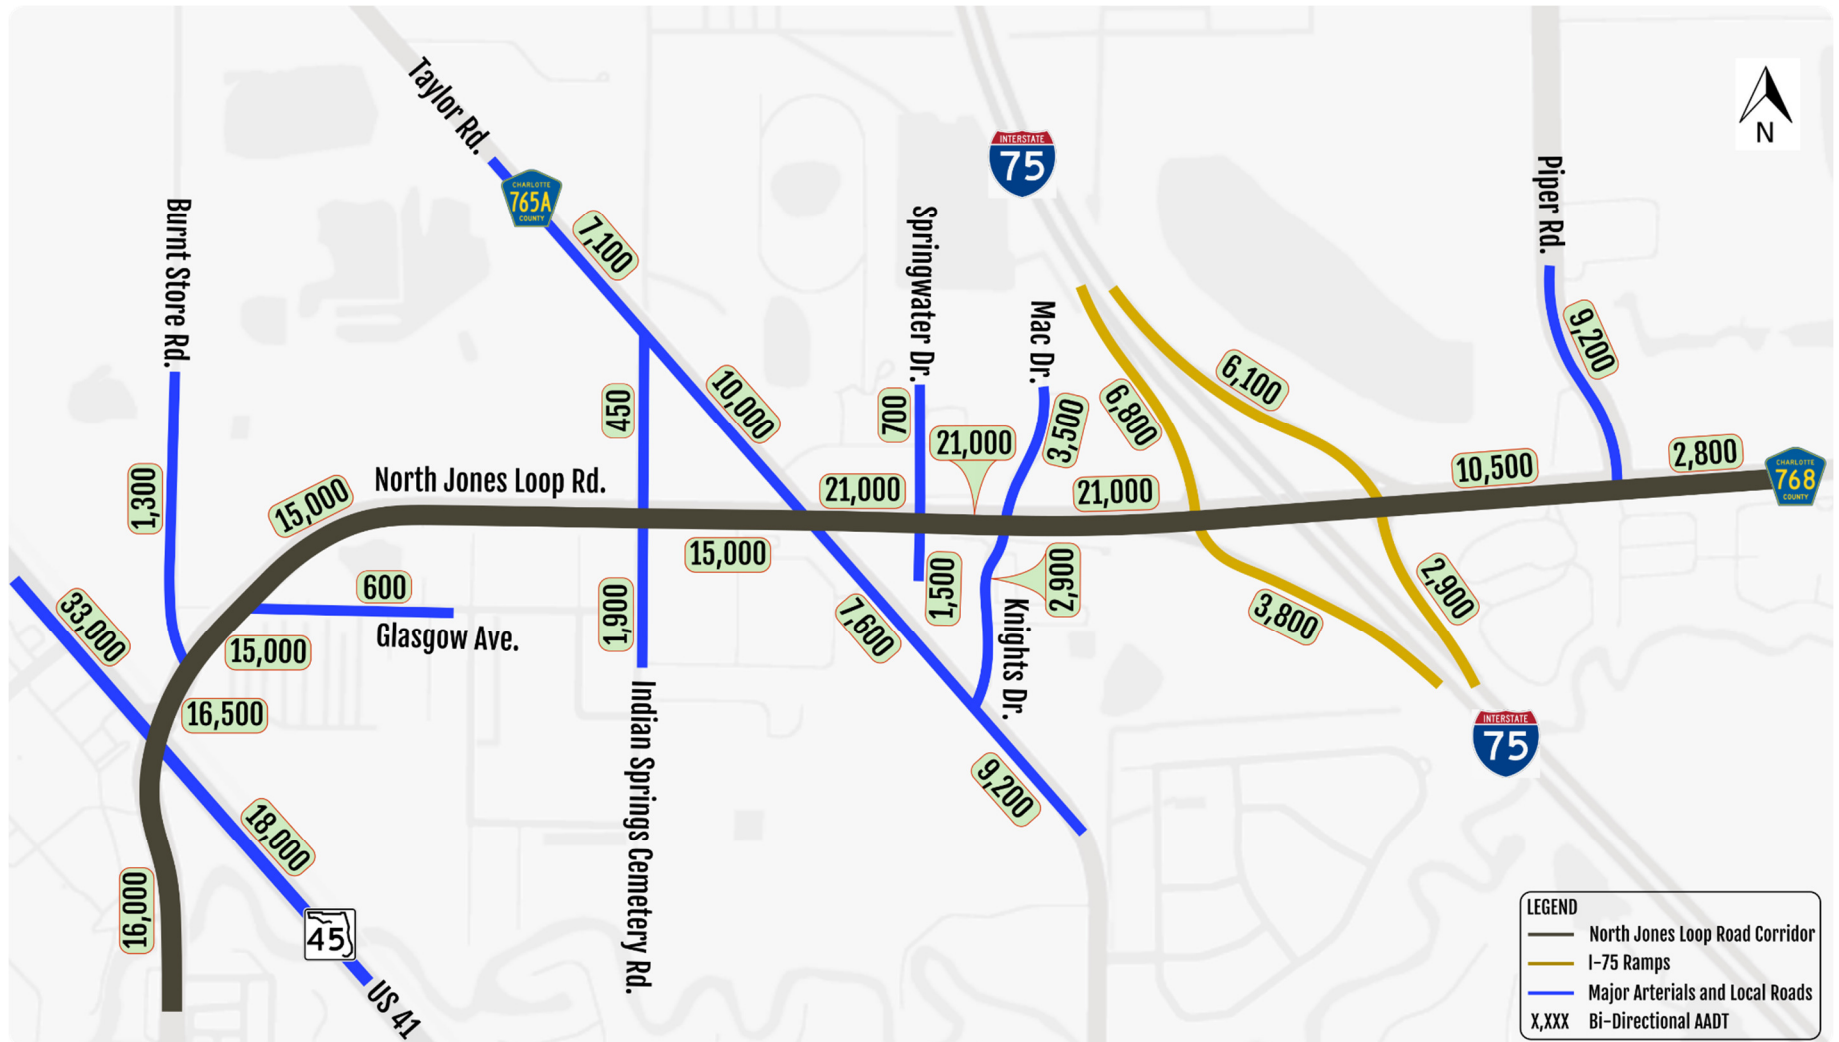 Taylor Rd.
CHARLOTTE
765A
COUNTY
7,100
INTERSTATE
75
N
Piper Rd.
Burnt Store Rd.
Springwater Dr.
Mac Dr.
9,200
6,100
6,800
10,000
450
700
21,000
3,500
1,300
15,000
North Jones Loop Rd.
21,000
21,000
10,500
2,800
CHARLOTTE
768
COUNTY
15,000
600
Glasgow Ave.
33,000
15,000
16,500
1,900
7,600
1,500
2,600
Knights Dr.
3,800
2,900
Indian Springs Cemetery Rd.
9,200
INTERSTATE
75
18,000
16,000
45
US 41
LEGEND
North Jones Loop Road Corridor
I-75 Ramps
Major Arterials and Local Roads
X,XXX Bi-Directional AADT